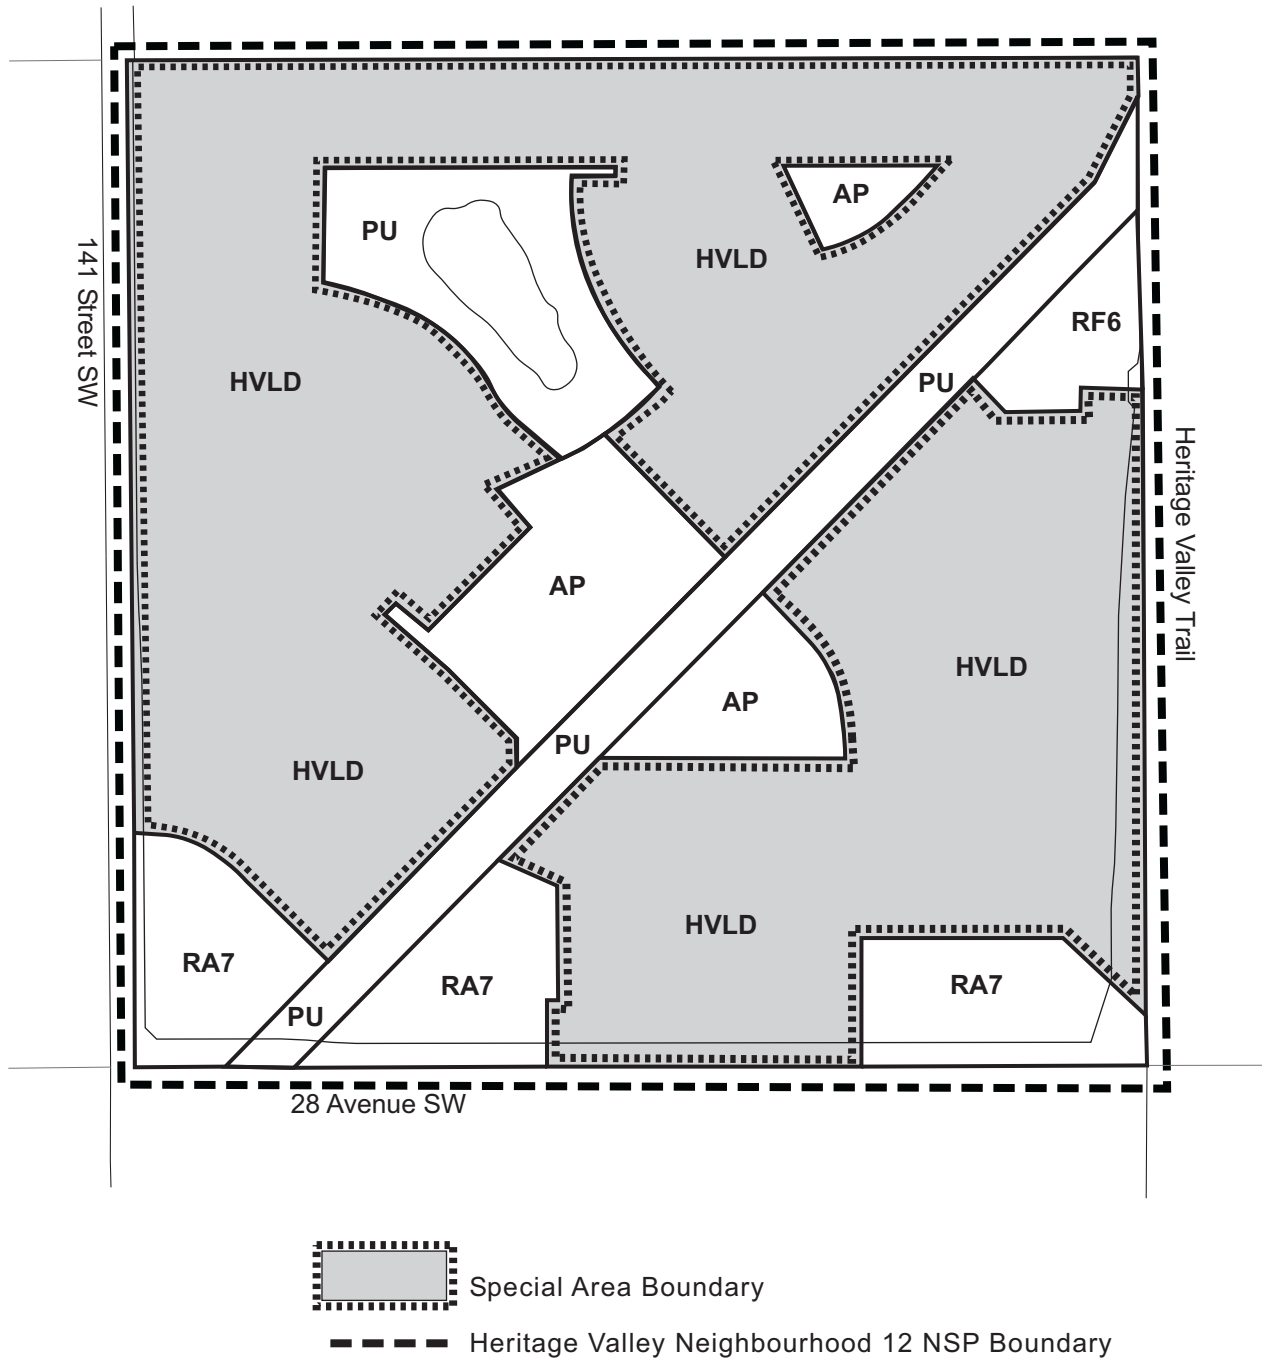 AP
PU
HVLD
141 Street SW
RF6
HVLD
PU
Heritage Valley Trail
AP
HVLD
AP
PU
HVLD
HVLD
RA7
RA7
RA7
PU
28 Avenue SW
Special Area Boundary
Heritage Valley Neighbourhood 12 NSP Boundary